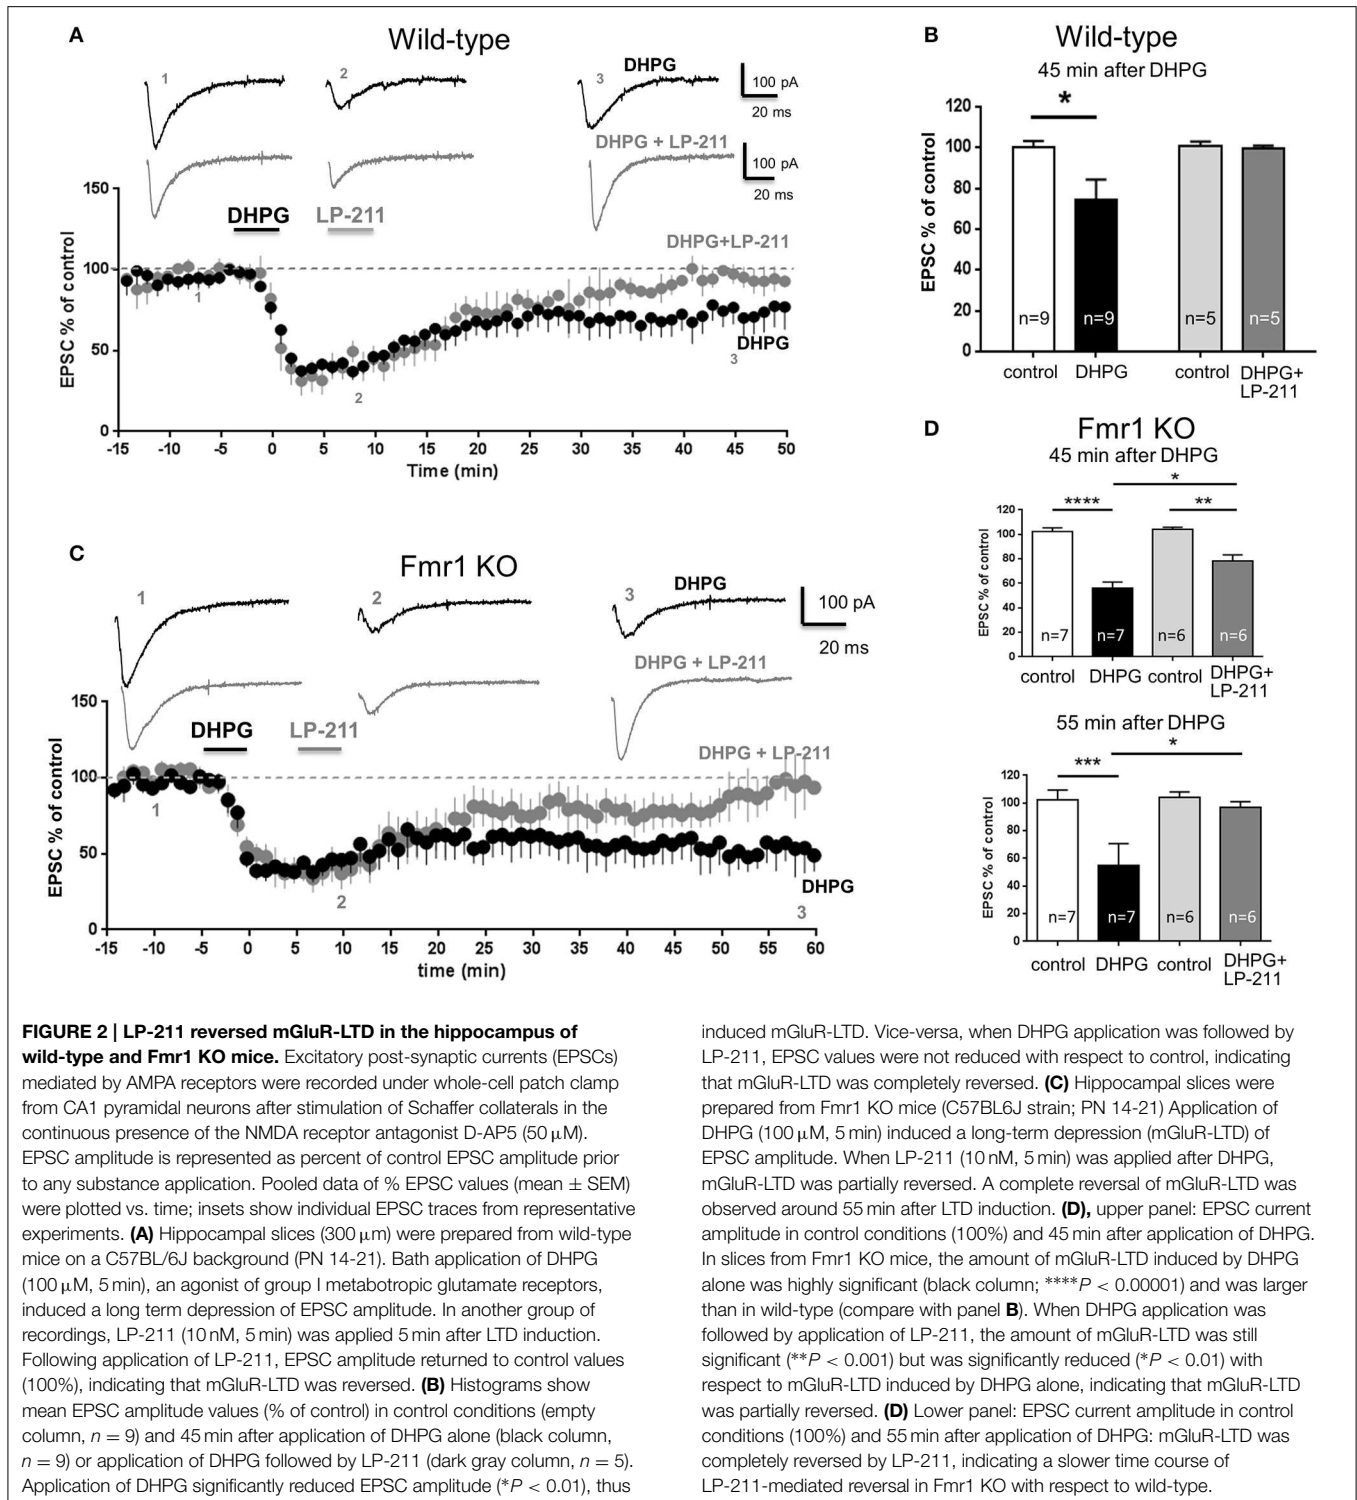 A
Wild-type
1
2
3
DHPG
100 pA
20 ms
DHPG + LP-211
100 pA
20 ms
150
100
50
0
EPSC % of control
DHPG
LP-211
DHPG+LP-211
1
2
DHPG
3
-15 -10 -5 0 5 10 15 20 25 30 35 40 45 50
Time (min)
B
Wild-type
45 min after DHPG
*
120
100
80
60
40
20
0
EPSC % of control
n=9 n=9 n=5 n=5
control DHPG control DHPG+
LP-211
C
Fmr1 KO
1
2
3
DHPG
100 pA
20 ms
DHPG + LP-211
150
100
50
0
EPSC % of control
DHPG
LP-211
DHPG + LP-211
1
2
DHPG
3
-15 -10 -5 0 5 10 15 20 25 30 35 40 45 50 55 60
time (min)
D
Fmr1 KO
45 min after DHPG
*
**** **
120
100
80
60
40
20
0
EPSC % of control
n=7 n=7 n=6 n=6
control DHPG control DHPG+
LP-211
55 min after DHPG
*
***
120
100
80
60
40
20
0
EPSC % of control
n=7 n=7 n=6 n=6
control DHPG control DHPG+
LP-211
FIGURE 2 | LP-211 reversed mGluR-LTD in the hippocampus of
wild-type and Fmr1 KO mice. Excitatory post-synaptic currents (EPSCs)
mediated by AMPA receptors were recorded under whole-cell patch clamp
from CA1 pyramidal neurons after stimulation of Schaffer collaterals in the
continuous presence of the NMDA receptor antagonist D-AP5 (50 μM).
EPSC amplitude is represented as percent of control EPSC amplitude prior
to any substance application. Pooled data of % EPSC values (mean ± SEM)
were plotted vs. time; insets show individual EPSC traces from representative
experiments. (A) Hippocampal slices (300 μm) were prepared from wild-type
mice on a C57BL/6J background (PN 14-21). Bath application of DHPG
(100 μM, 5 min), an agonist of group I metabotropic glutamate receptors,
induced a long term depression of EPSC amplitude. In another group of
recordings, LP-211 (10 nM, 5 min) was applied 5 min after LTD induction.
Following application of LP-211, EPSC amplitude returned to control values
(100%), indicating that mGluR-LTD was reversed. (B) Histograms show
mean EPSC amplitude values (% of control) in control conditions (empty
column, n = 9) and 45 min after application of DHPG alone (black column,
n = 9) or application of DHPG followed by LP-211 (dark gray column, n = 5).
Application of DHPG significantly reduced EPSC amplitude (*P < 0.01), thus
induced mGluR-LTD. Vice-versa, when DHPG application was followed by
LP-211, EPSC values were not reduced with respect to control, indicating
that mGluR-LTD was completely reversed. (C) Hippocampal slices were
prepared from Fmr1 KO mice (C57BL6J strain; PN 14-21) Application of
DHPG (100 μM, 5 min) induced a long-term depression (mGluR-LTD) of
EPSC amplitude. When LP-211 (10 nM, 5 min) was applied after DHPG,
mGluR-LTD was partially reversed. A complete reversal of mGluR-LTD was
observed around 55 min after LTD induction. (D), upper panel: EPSC current
amplitude in control conditions (100%) and 45 min after application of DHPG.
In slices from Fmr1 KO mice, the amount of mGluR-LTD induced by DHPG
alone was highly significant (black column; ****P < 0.00001) and was larger
than in wild-type (compare with panel B). When DHPG application was
followed by application of LP-211, the amount of mGluR-LTD was still
significant (**P < 0.001) but was significantly reduced (*P < 0.01) with
respect to mGluR-LTD induced by DHPG alone, indicating that mGluR-LTD
was partially reversed. (D) Lower panel: EPSC current amplitude in control
conditions (100%) and 55 min after application of DHPG: mGluR-LTD was
completely reversed by LP-211, indicating a slower time course of
LP-211-mediated reversal in Fmr1 KO with respect to wild-type.